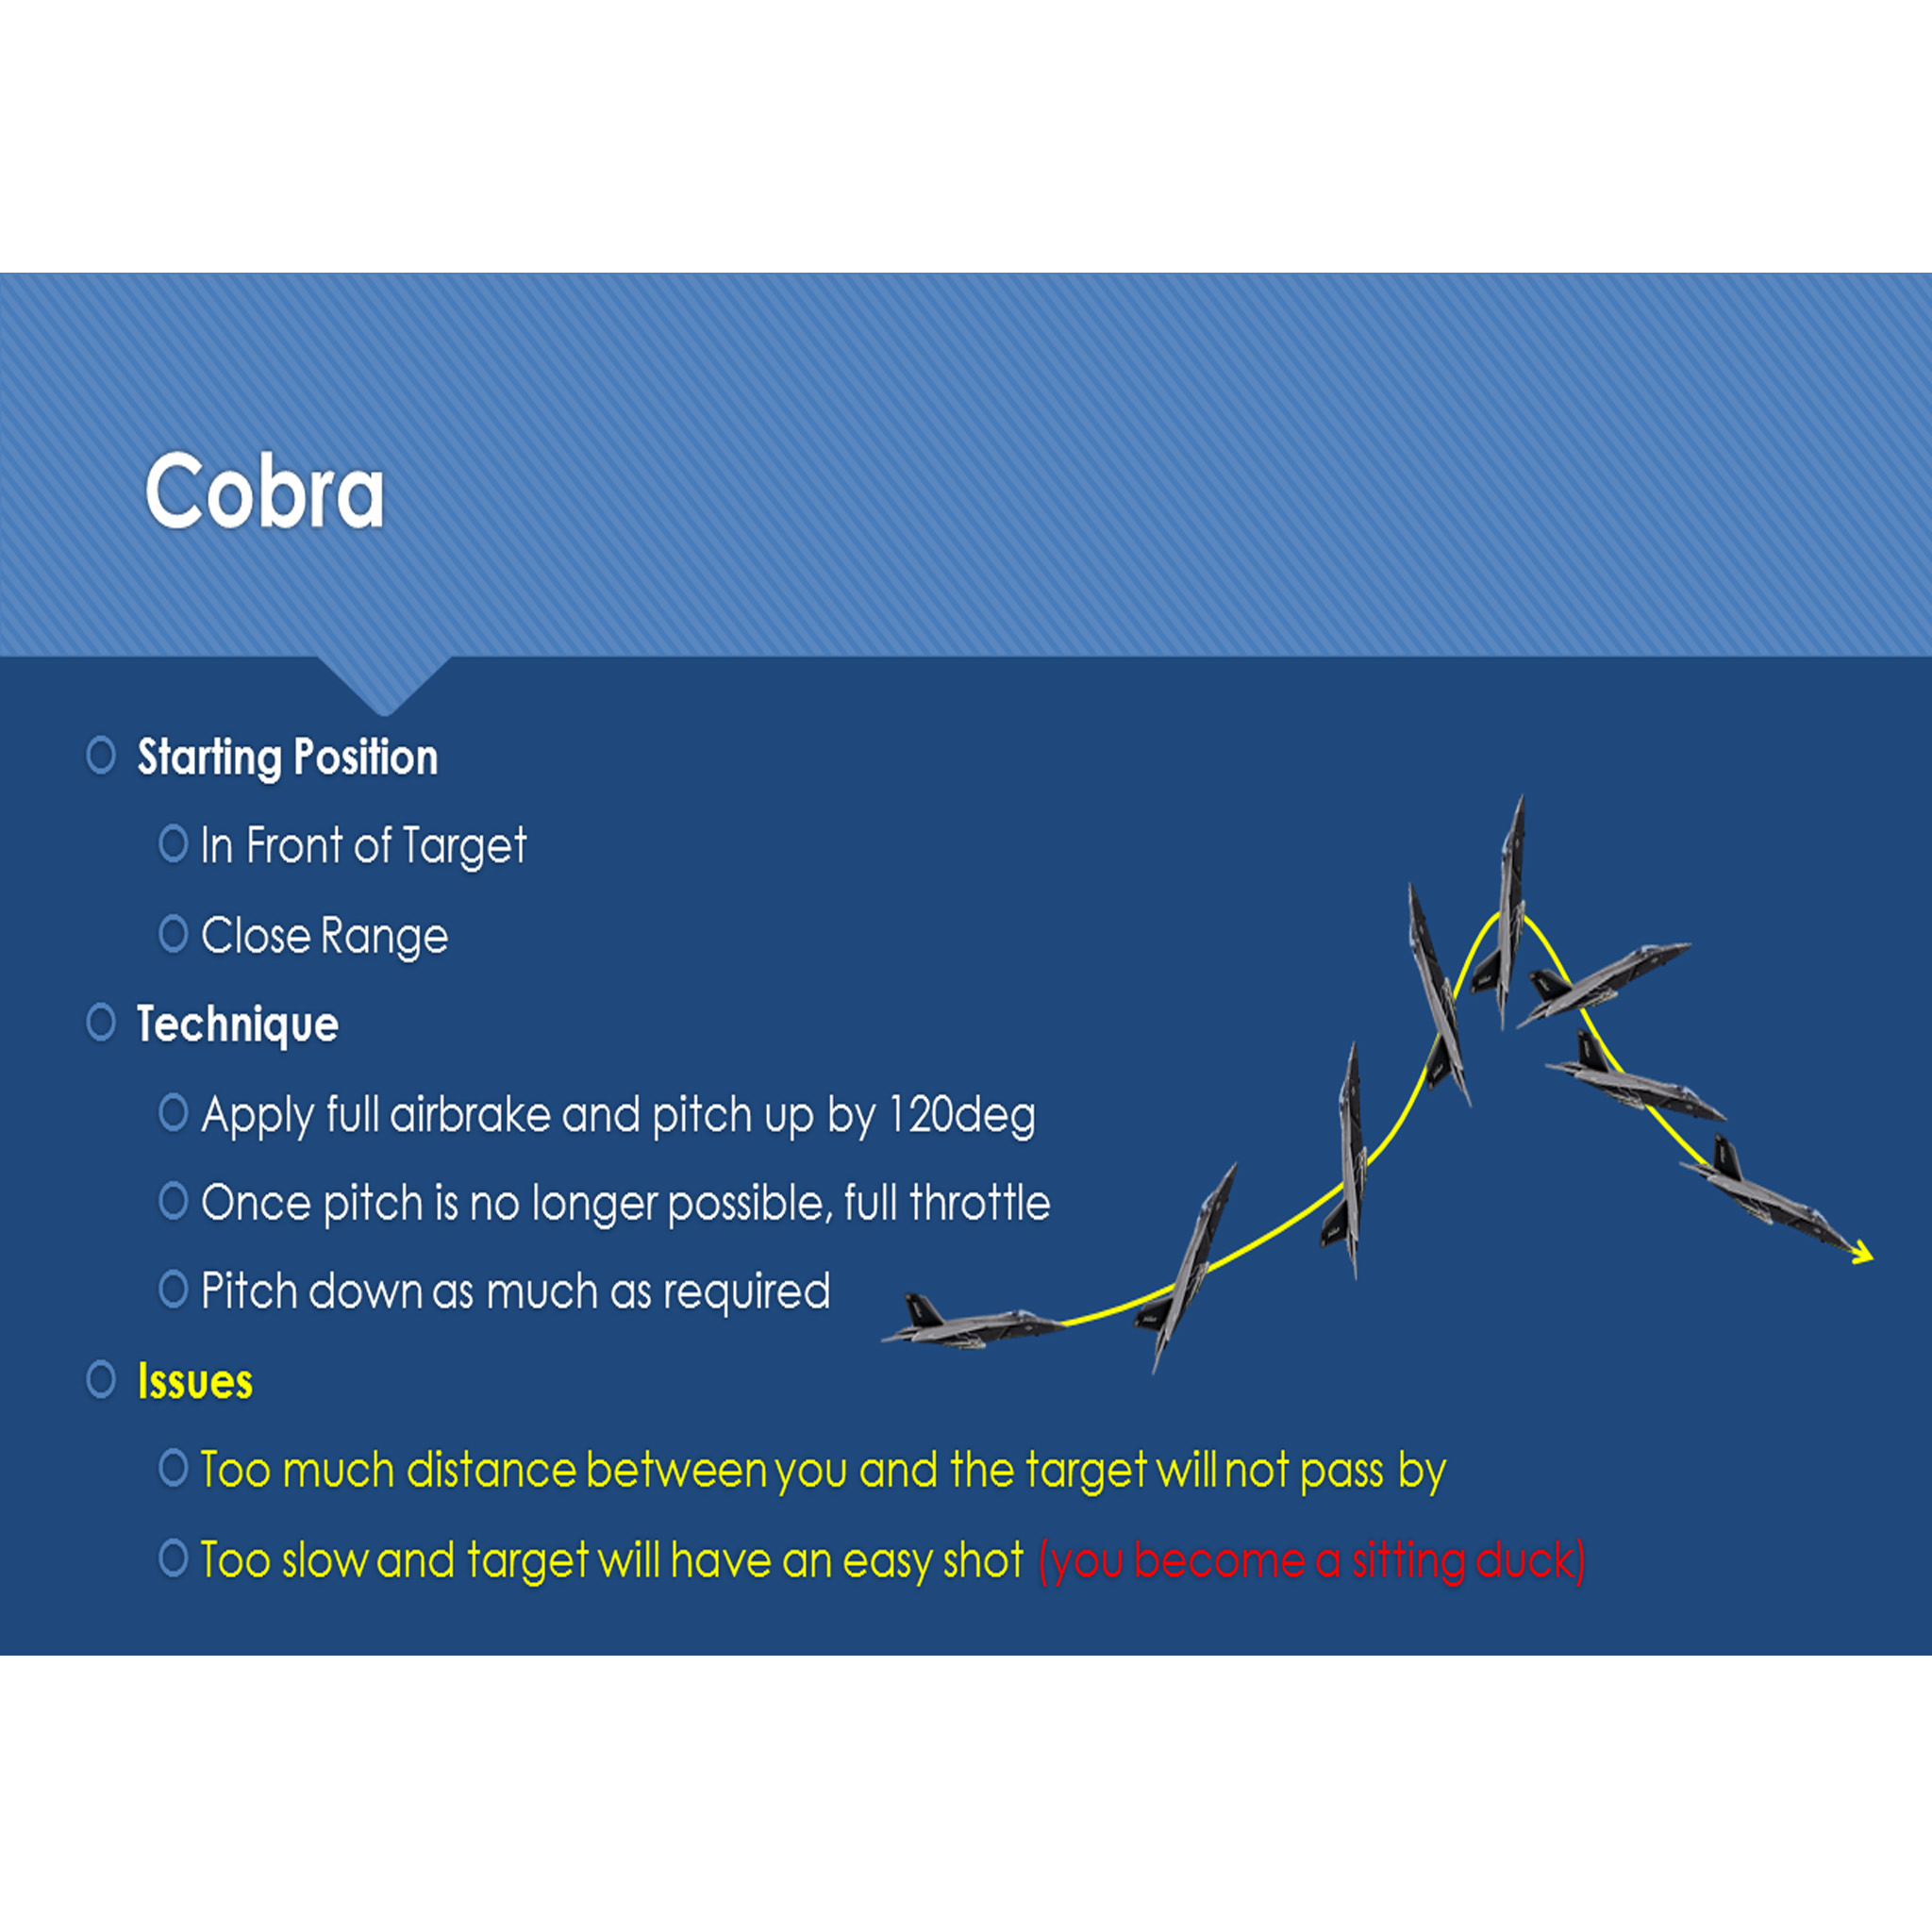 Cobra
Starting Position
In Front of Target
Close Range
Technique
Apply full airbrake and pitch up by 120deg
Once pitch is no longer possible, full throttle
Pitch down as much as required
Issues
Too much distance between you and the target will not pass by
Too slow and target will have an easy shot (you become a sitting duck)